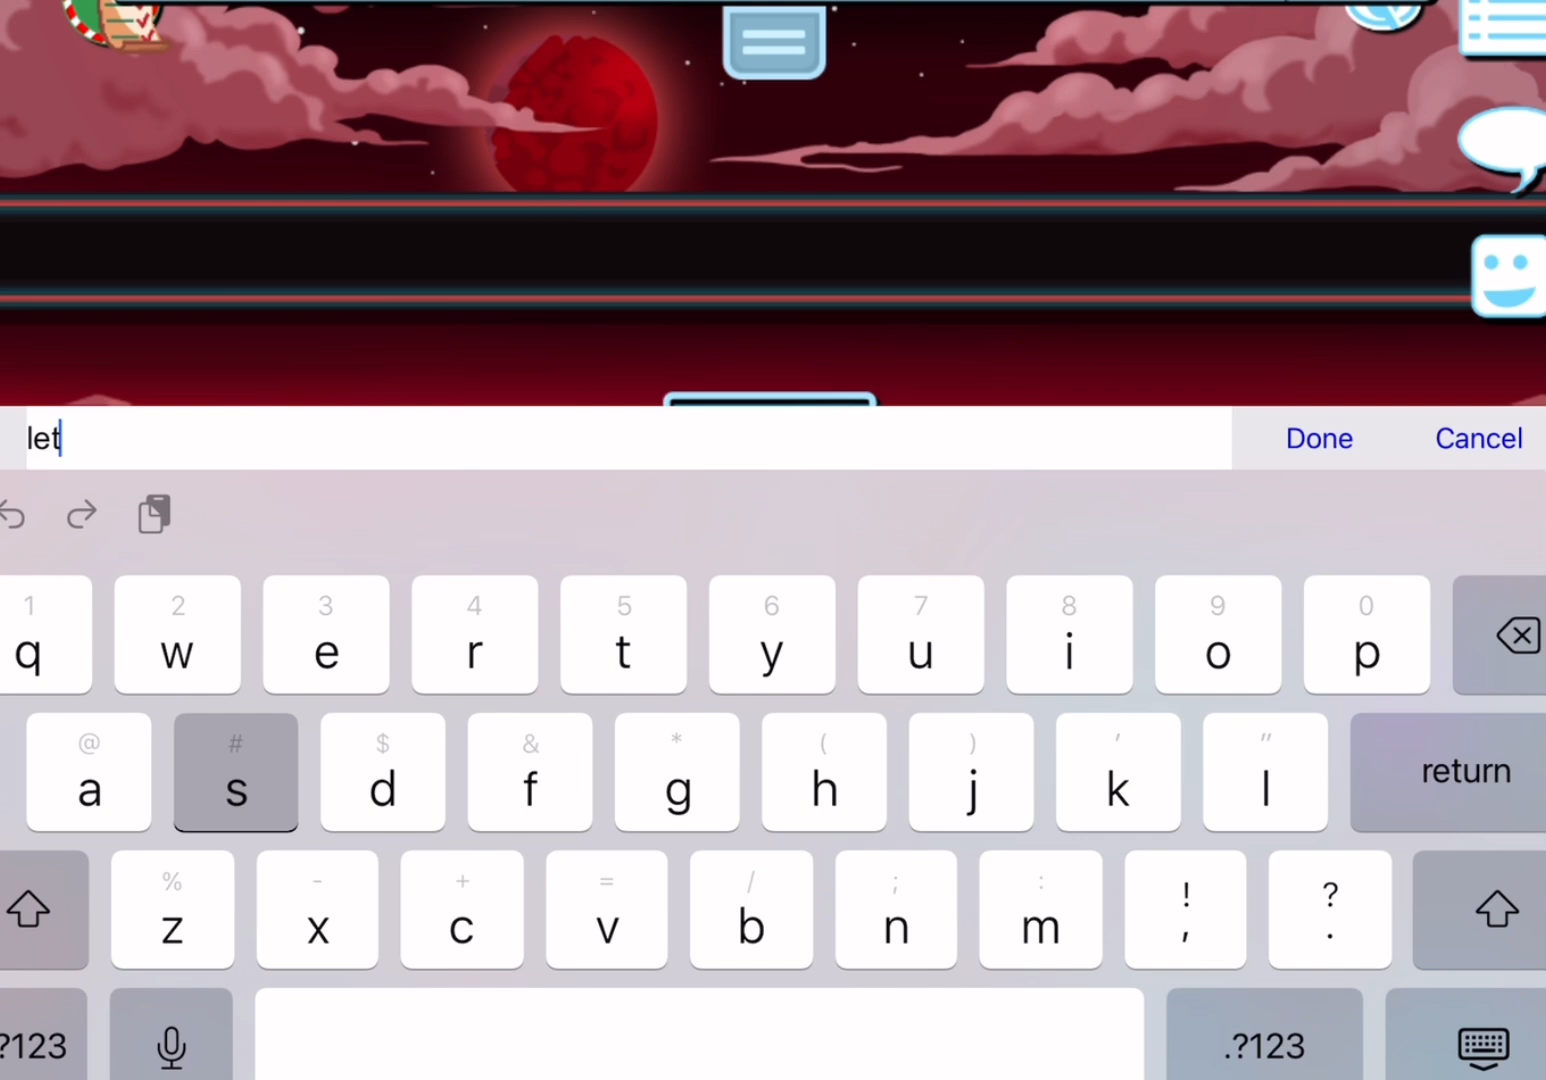 let Done Cancel
1 2 3 4 5 6 7 8 9 0
q w e r t y u i o p
@ # $ & * ( ) ' "
a s d f g h j k l return
% - + = / ; : ! ?
z x c v b n m , .
?123 .?123